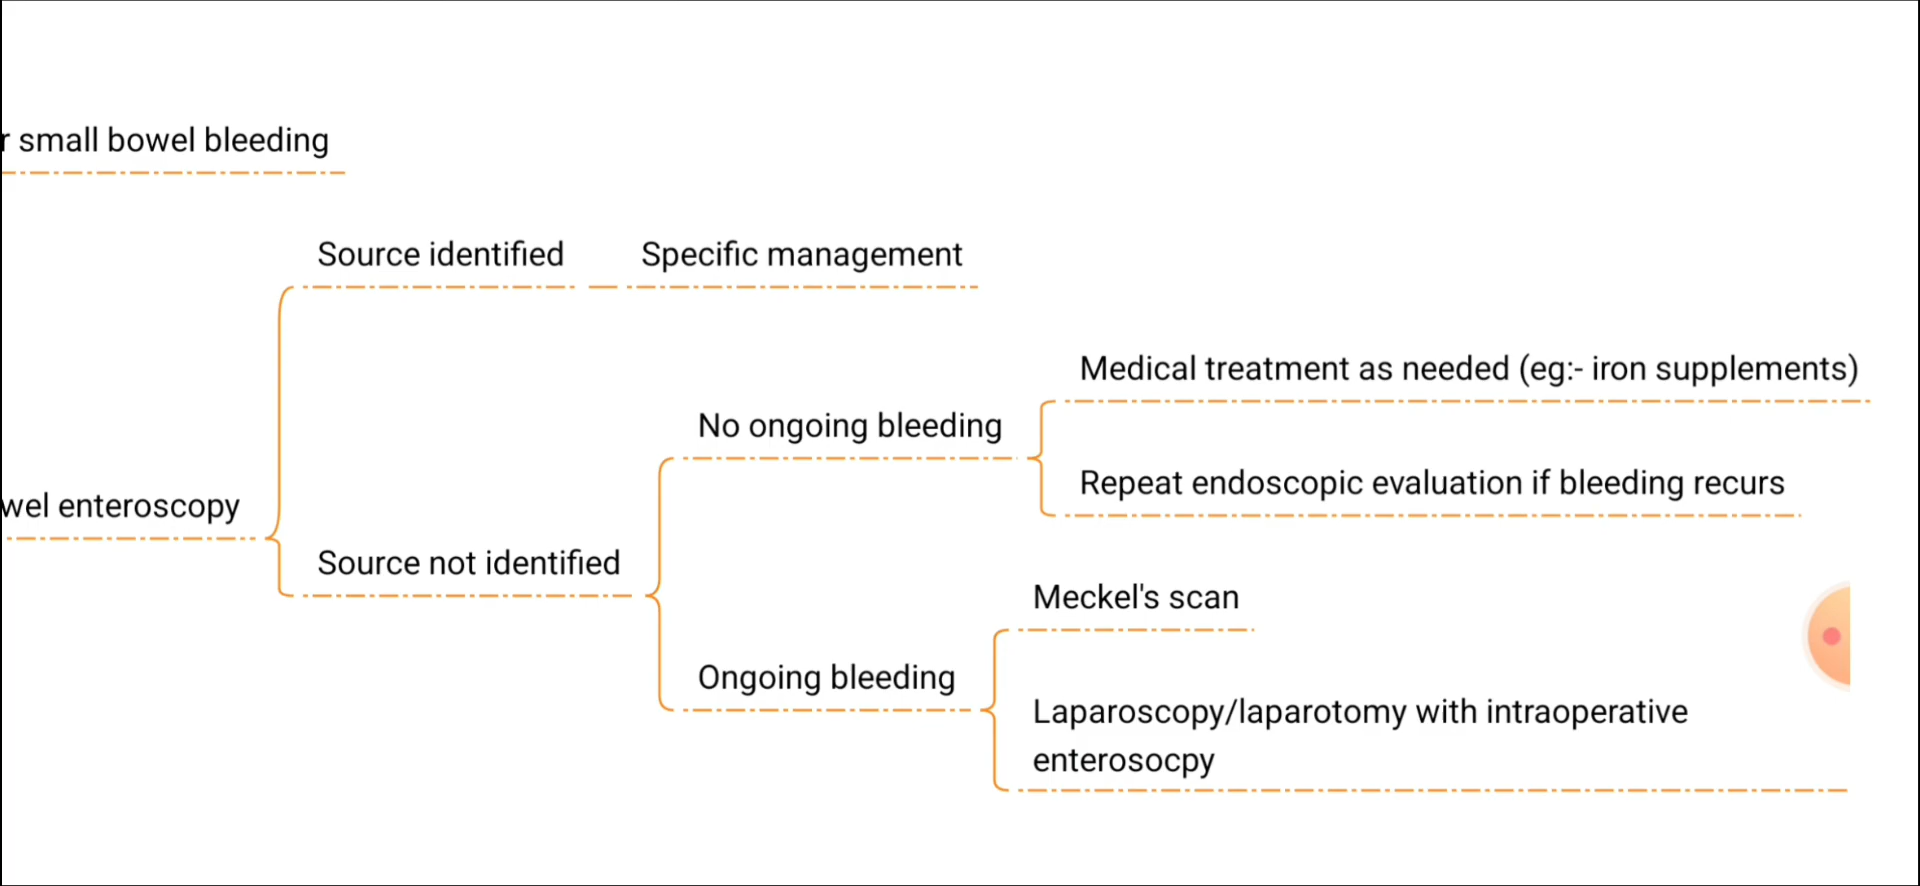 r small bowel bleeding
Source identified
Specific management
Medical treatment as needed (eg:- iron supplements)
No ongoing bleeding
Repeat endoscopic evaluation if bleeding recurs
wel enteroscopy
Source not identified
Meckel's scan
Ongoing bleeding
Laparoscopy/laparotomy with intraoperative
enterosocpy